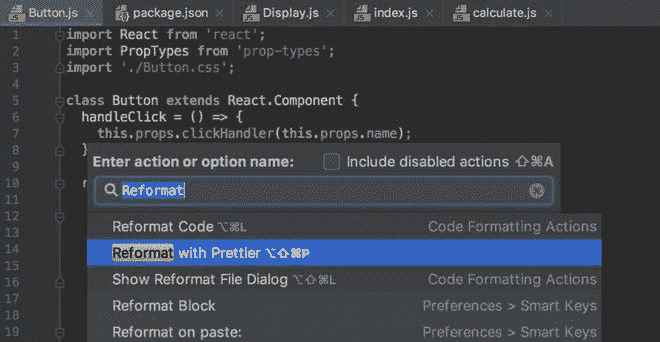 Button.js × package.json × Display.js × index.js × calculate.js ×
1 import React from 'react';
2 import PropTypes from 'prop-types';
3 import './Button.css';
4
5 class Button extends React.Component {
6 handleClick = () => {
7 this.props.clickHandler(this.props.name);
8 }
Enter action or option name: Include disabled actions ⇧⌘A
9
10 r
Reformat
11
12
Reformat Code ⌥⌘L Code Formatting Actions
13
14 Reformat with Prettier ⌥⇧⌘P
15
16 Show Reformat File Dialog ⌥⇧⌘L Code Formatting Actions
17 Reformat Block Preferences > Smart Keys
18
19 Reformat on paste: Preferences > Smart Keys